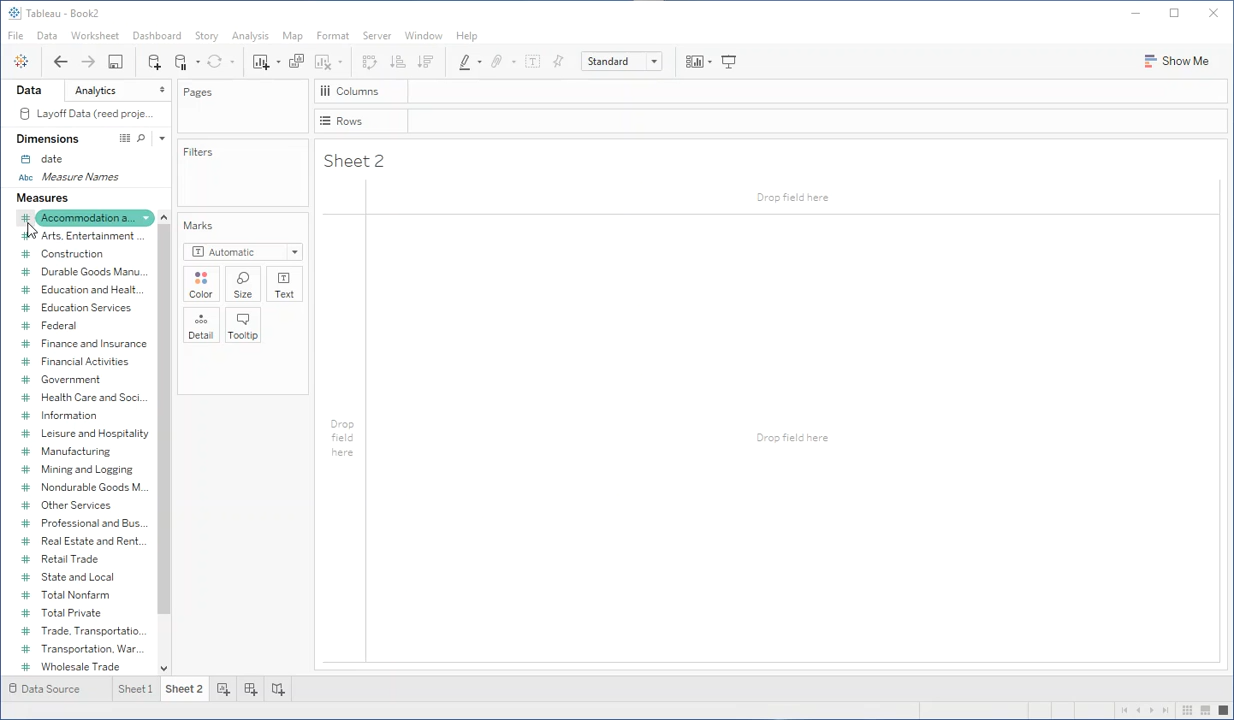 Tableau - Book2
File Data Worksheet Dashboard Story Analysis Map Format Server Window Help
Standard
Show Me
Data Analytics
Layoff Data (reed proje...
Dimensions
date
Abc Measure Names
Measures
Accommodation a...
Arts, Entertainment ...
Construction
Durable Goods Manu...
Education and Healt...
Education Services
Federal
Finance and Insurance
Financial Activities
Government
Health Care and Soci...
Information
Leisure and Hospitality
Manufacturing
Mining and Logging
Nondurable Goods M...
Other Services
Professional and Bus...
Real Estate and Rent...
Retail Trade
State and Local
Total Nonfarm
Total Private
Trade, Transportatio...
Transportation, War...
Wholesale Trade
Pages
Filters
Marks
Automatic
Color Size Text
Detail Tooltip
Columns
Rows
Sheet 2
Drop field here
Drop
field
here
Drop field here
Data Source Sheet 1 Sheet 2